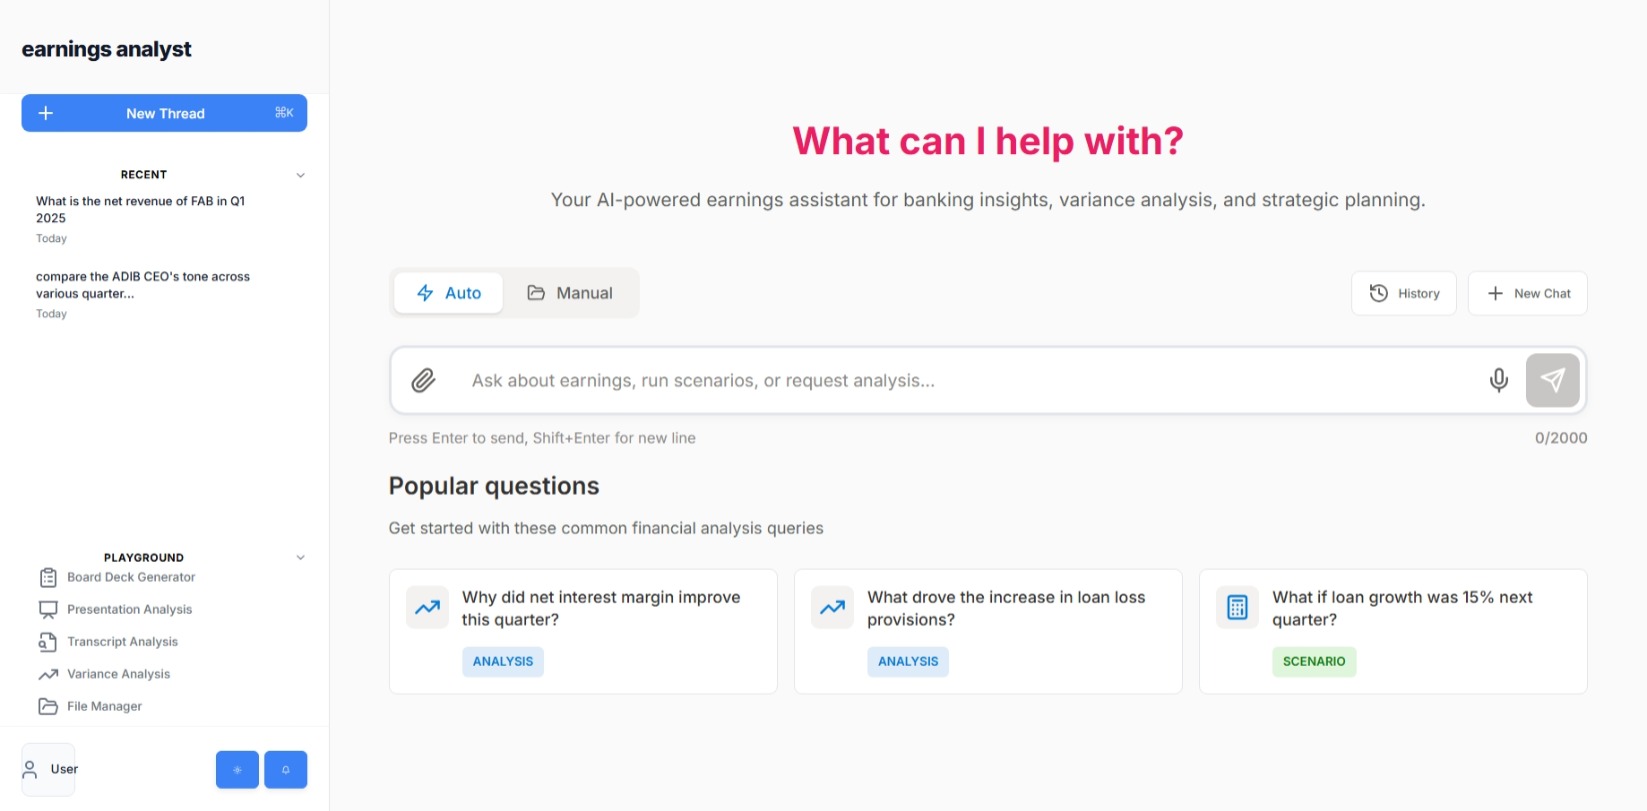 earnings analyst
New Thread ⌘K
RECENT
What is the net revenue of FAB in Q1
2025
Today
compare the ADIB CEO's tone across
various quarter...
Today
PLAYGROUND
Board Deck Generator
Presentation Analysis
Transcript Analysis
Variance Analysis
File Manager
User
What can I help with?
Your AI-powered earnings assistant for banking insights, variance analysis, and strategic planning.
Auto Manual
History New Chat
Ask about earnings, run scenarios, or request analysis...
Press Enter to send, Shift+Enter for new line 0/2000
Popular questions
Get started with these common financial analysis queries
Why did net interest margin improve
this quarter?
ANALYSIS
What drove the increase in loan loss
provisions?
ANALYSIS
What if loan growth was 15% next
quarter?
SCENARIO